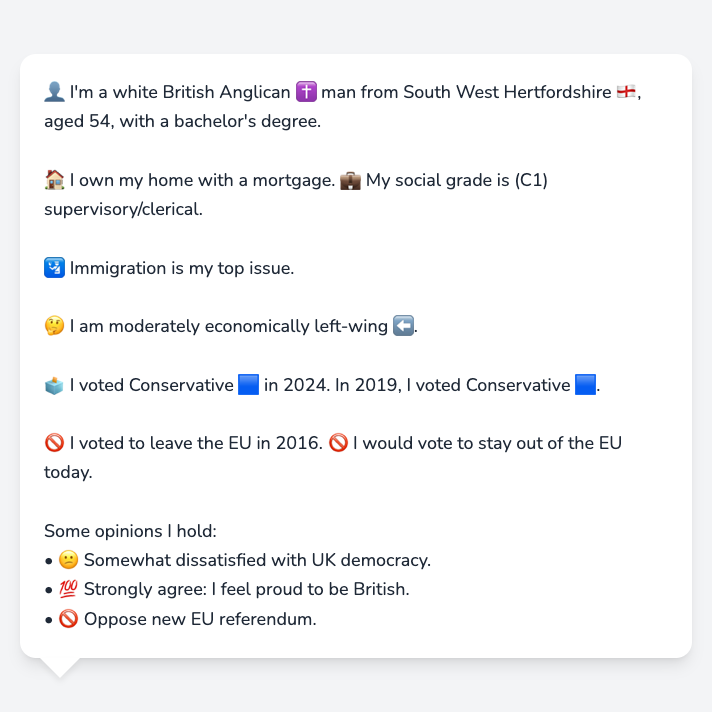 👤 I'm a white British Anglican ✝️ man from South West Hertfordshire 🏴󠁧󠁢󠁥󠁮󠁧󠁿,
aged 54, with a bachelor's degree.
🏠 I own my home with a mortgage. 💼 My social grade is (C1)
supervisory/clerical.
🛂 Immigration is my top issue.
🤔 I am moderately economically left-wing ⬅️.
🗳️ I voted Conservative 🟦 in 2024. In 2019, I voted Conservative 🟦.
🚫 I voted to leave the EU in 2016. 🚫 I would vote to stay out of the EU
today.
Some opinions I hold:
• 🙁 Somewhat dissatisfied with UK democracy.
• 💯 Strongly agree: I feel proud to be British.
• 🚫 Oppose new EU referendum.